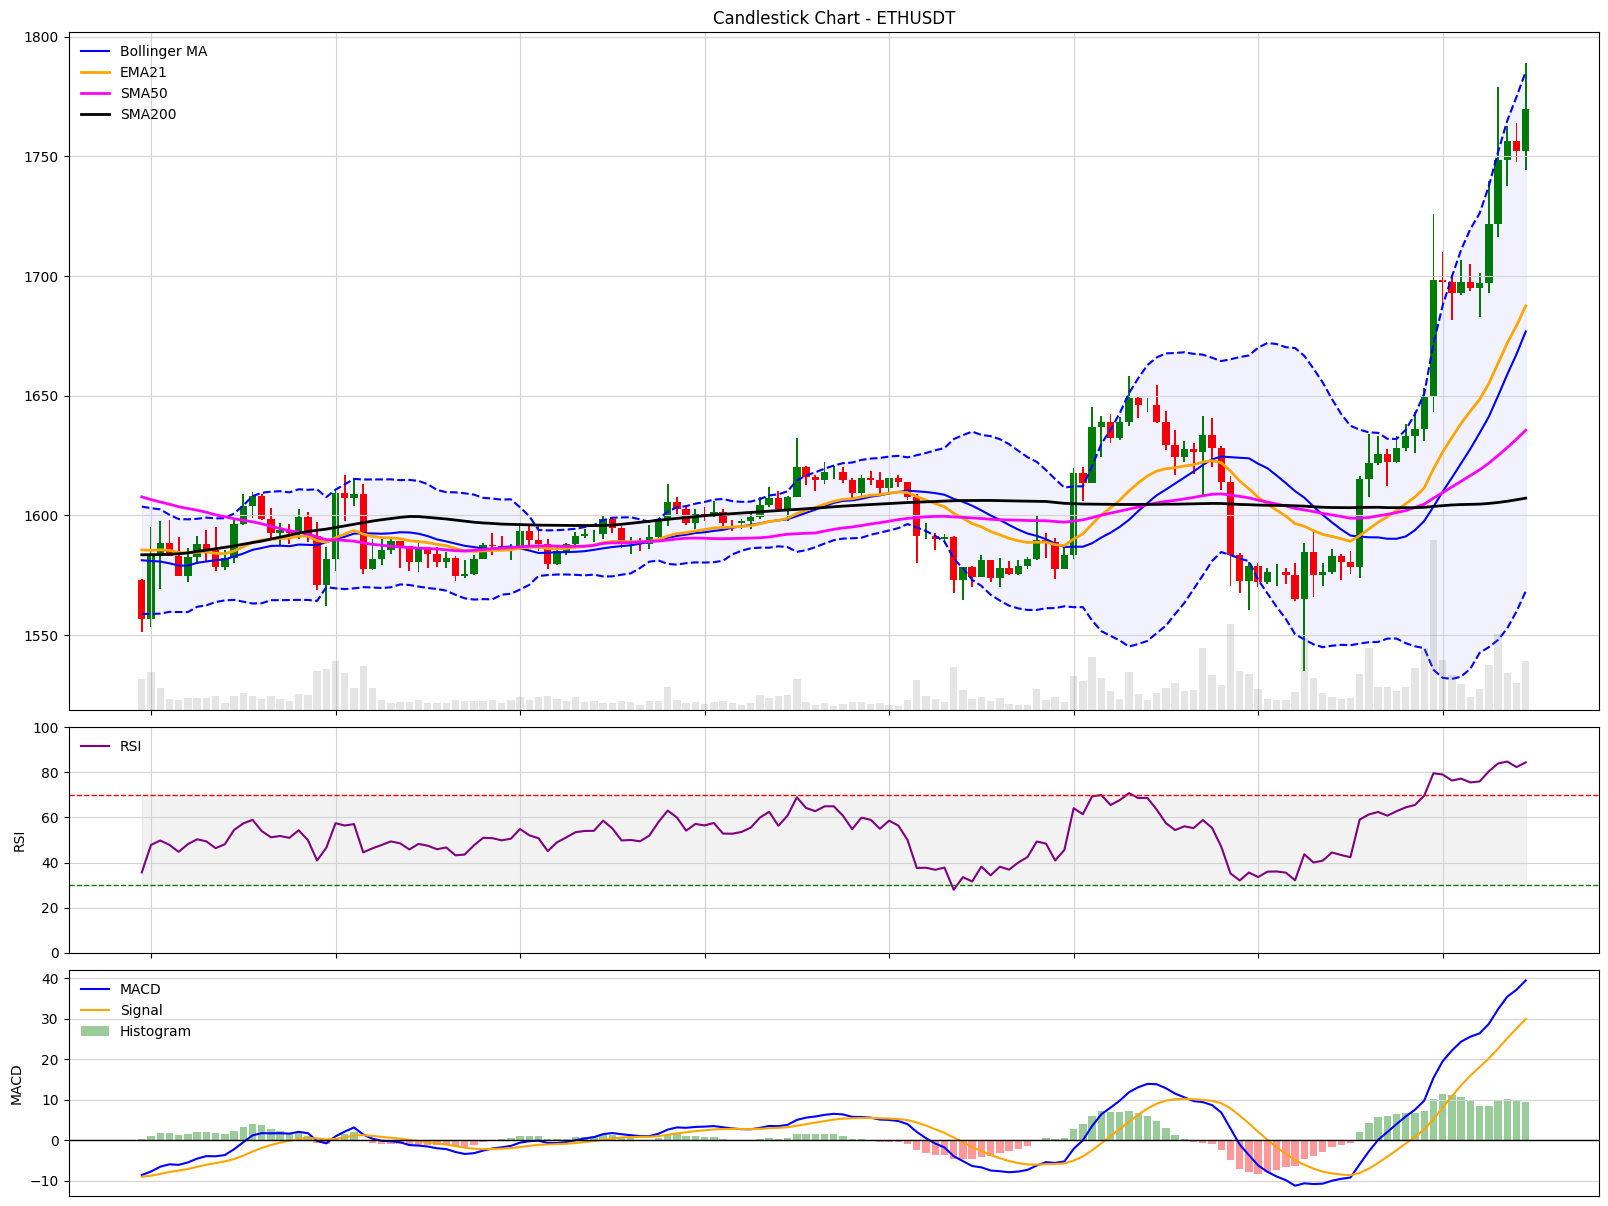 Candlestick Chart - ETHUSDT
Bollinger MA
EMA21
SMA50
SMA200
1800
1750
1700
1650
1600
1550
RSI
RSI
100
80
60
40
20
0
MACD
Signal
Histogram
MACD
40
30
20
10
0
−10